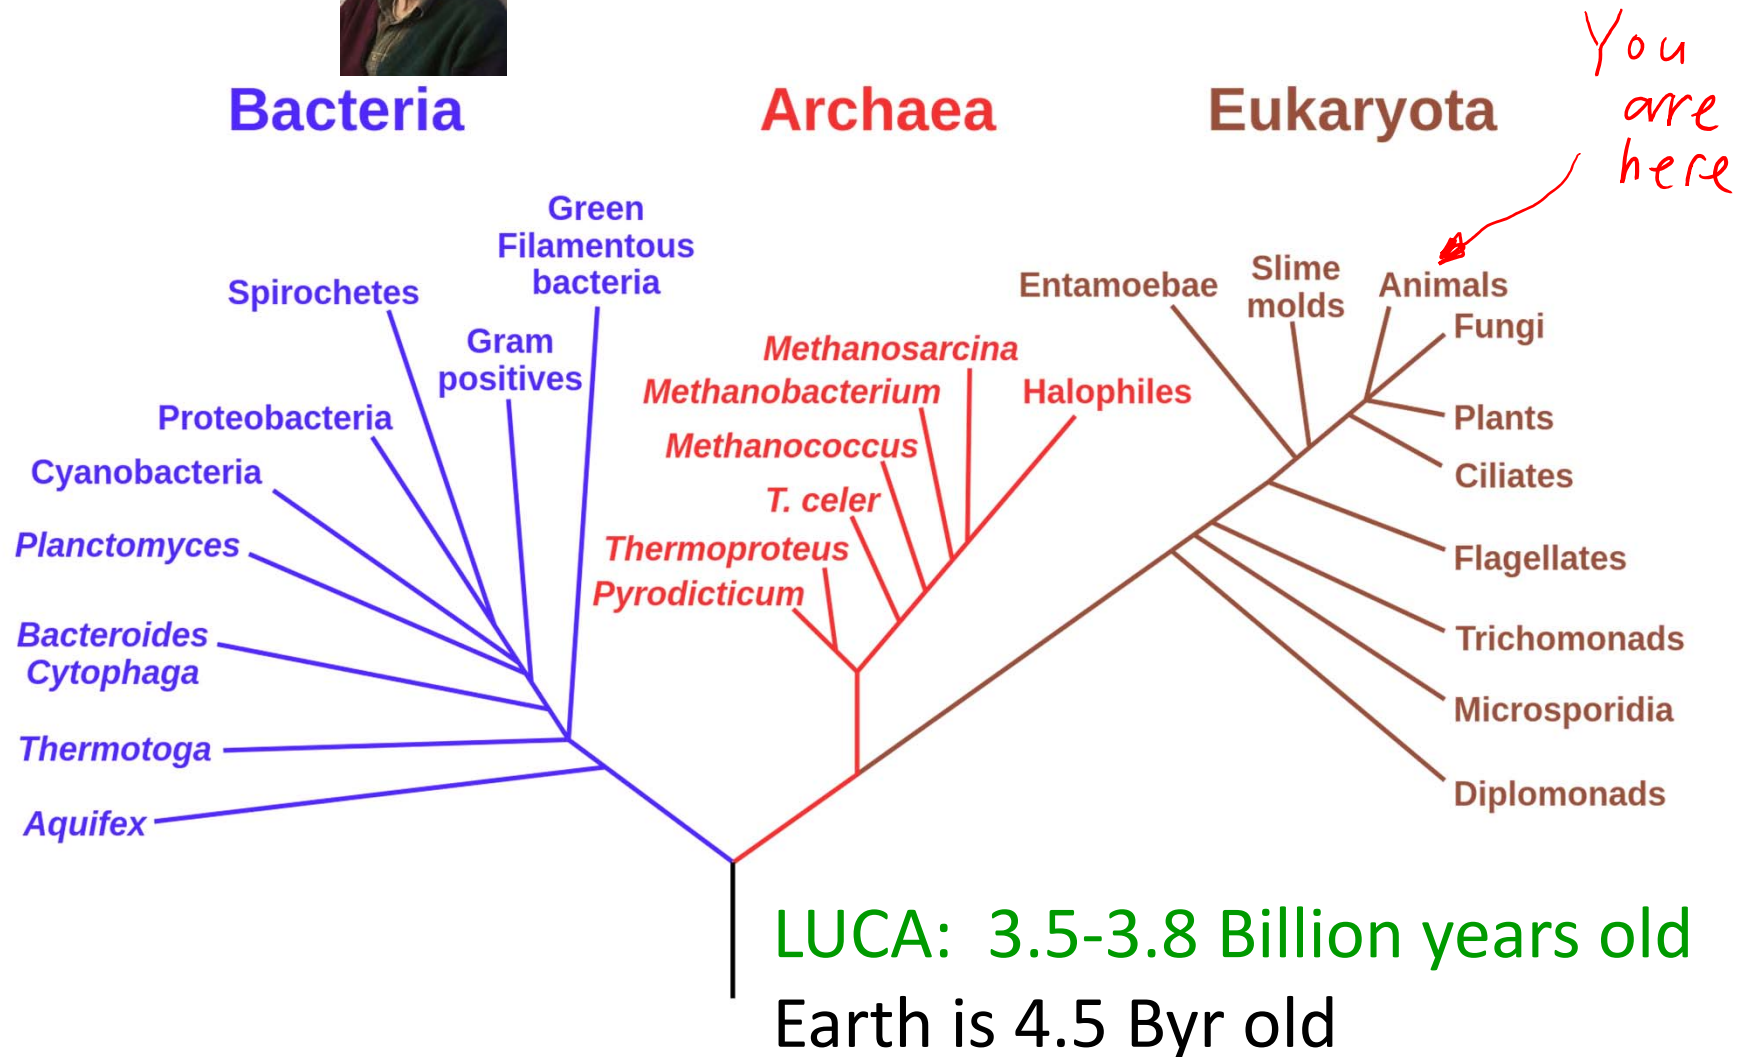 You
are
here
Bacteria
Archaea
Eukaryota
Green
Filamentous
bacteria
Spirochetes
Gram
positives
Proteobacteria
Cyanobacteria
Planctomyces
Bacteroides
Cytophaga
Thermotoga
Aquifex
Methanosarcina
Methanobacterium
Halophiles
Methanococcus
T. celer
Thermoproteus
Pyrodicticum
Entamoebae
Slime
molds
Animals
Fungi
Plants
Ciliates
Flagellates
Trichomonads
Microsporidia
Diplomonads
LUCA: 3.5-3.8 Billion years old
Earth is 4.5 Byr old